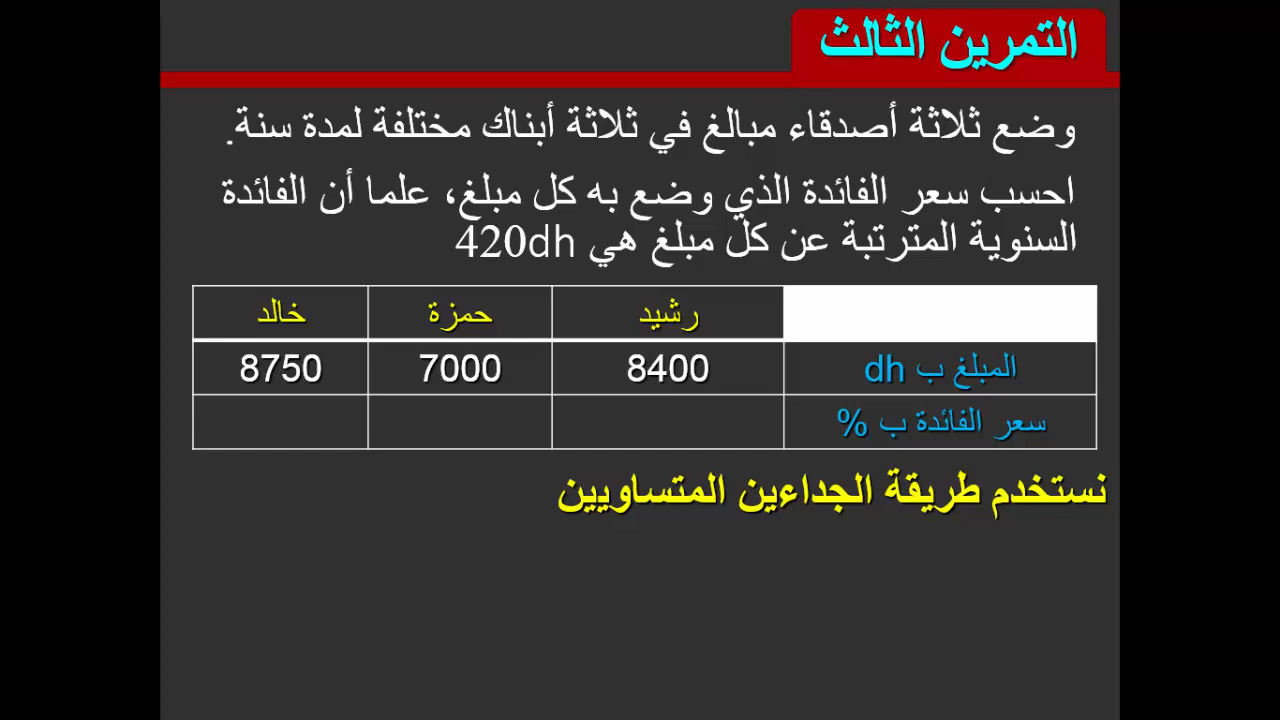 التمرين الثالث
وضع ثلاثة أصدقاء مبالغ في ثلاثة أبناك مختلفة لمدة سنة.
احسب سعر الفائدة الذي وضع به كل مبلغ، علما أن الفائدة
السنوية المترتبة عن كل مبلغ هي 420dh
رشيد حمزة خالد
المبلغ ب dh 8400 7000 8750
سعر الفائدة ب %
نستخدم طريقة الجداءين المتساويين